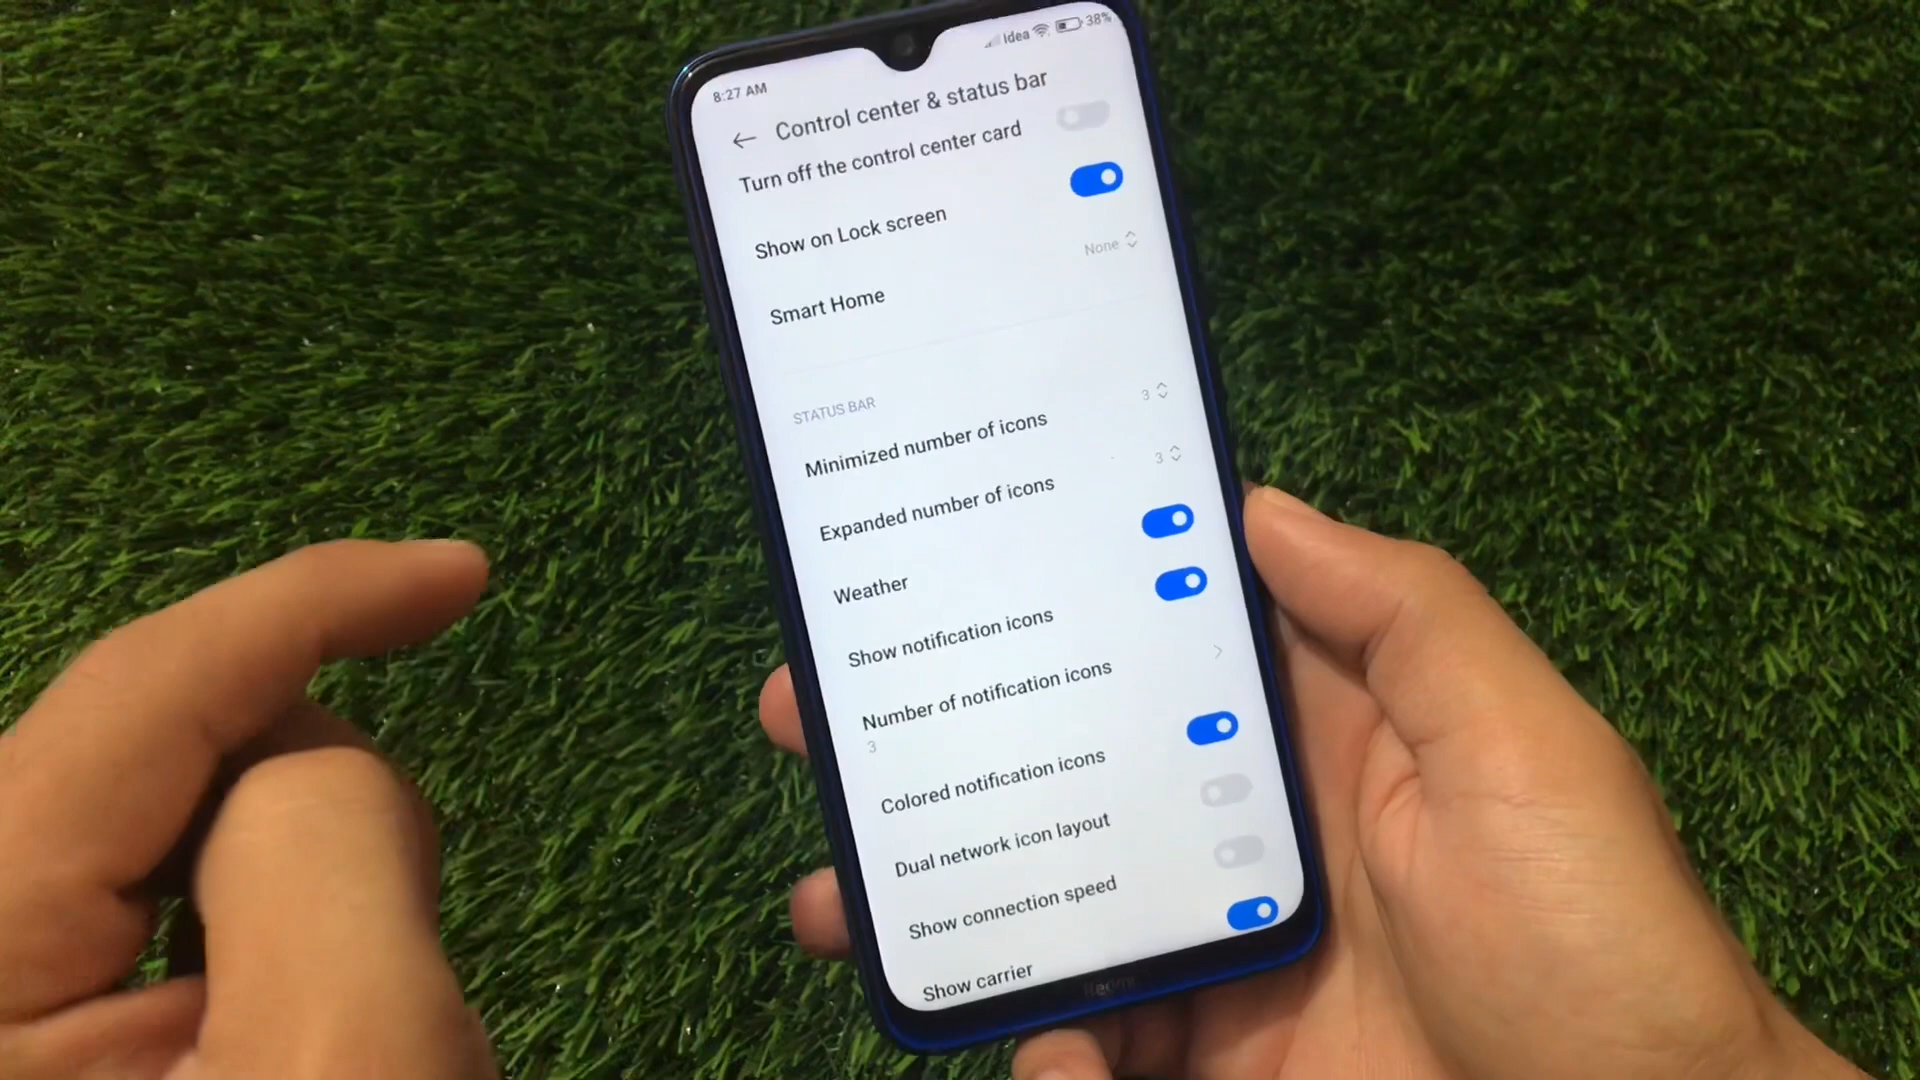 8:27 AM
Idea 38%
Control center & status bar
Turn off the control center card
Show on Lock screen
Smart Home None
STATUS BAR
Minimized number of icons 3
Expanded number of icons 3
Weather
Show notification icons
Number of notification icons
3
Colored notification icons
Dual network icon layout
Show connection speed
Show carrier
Redmi